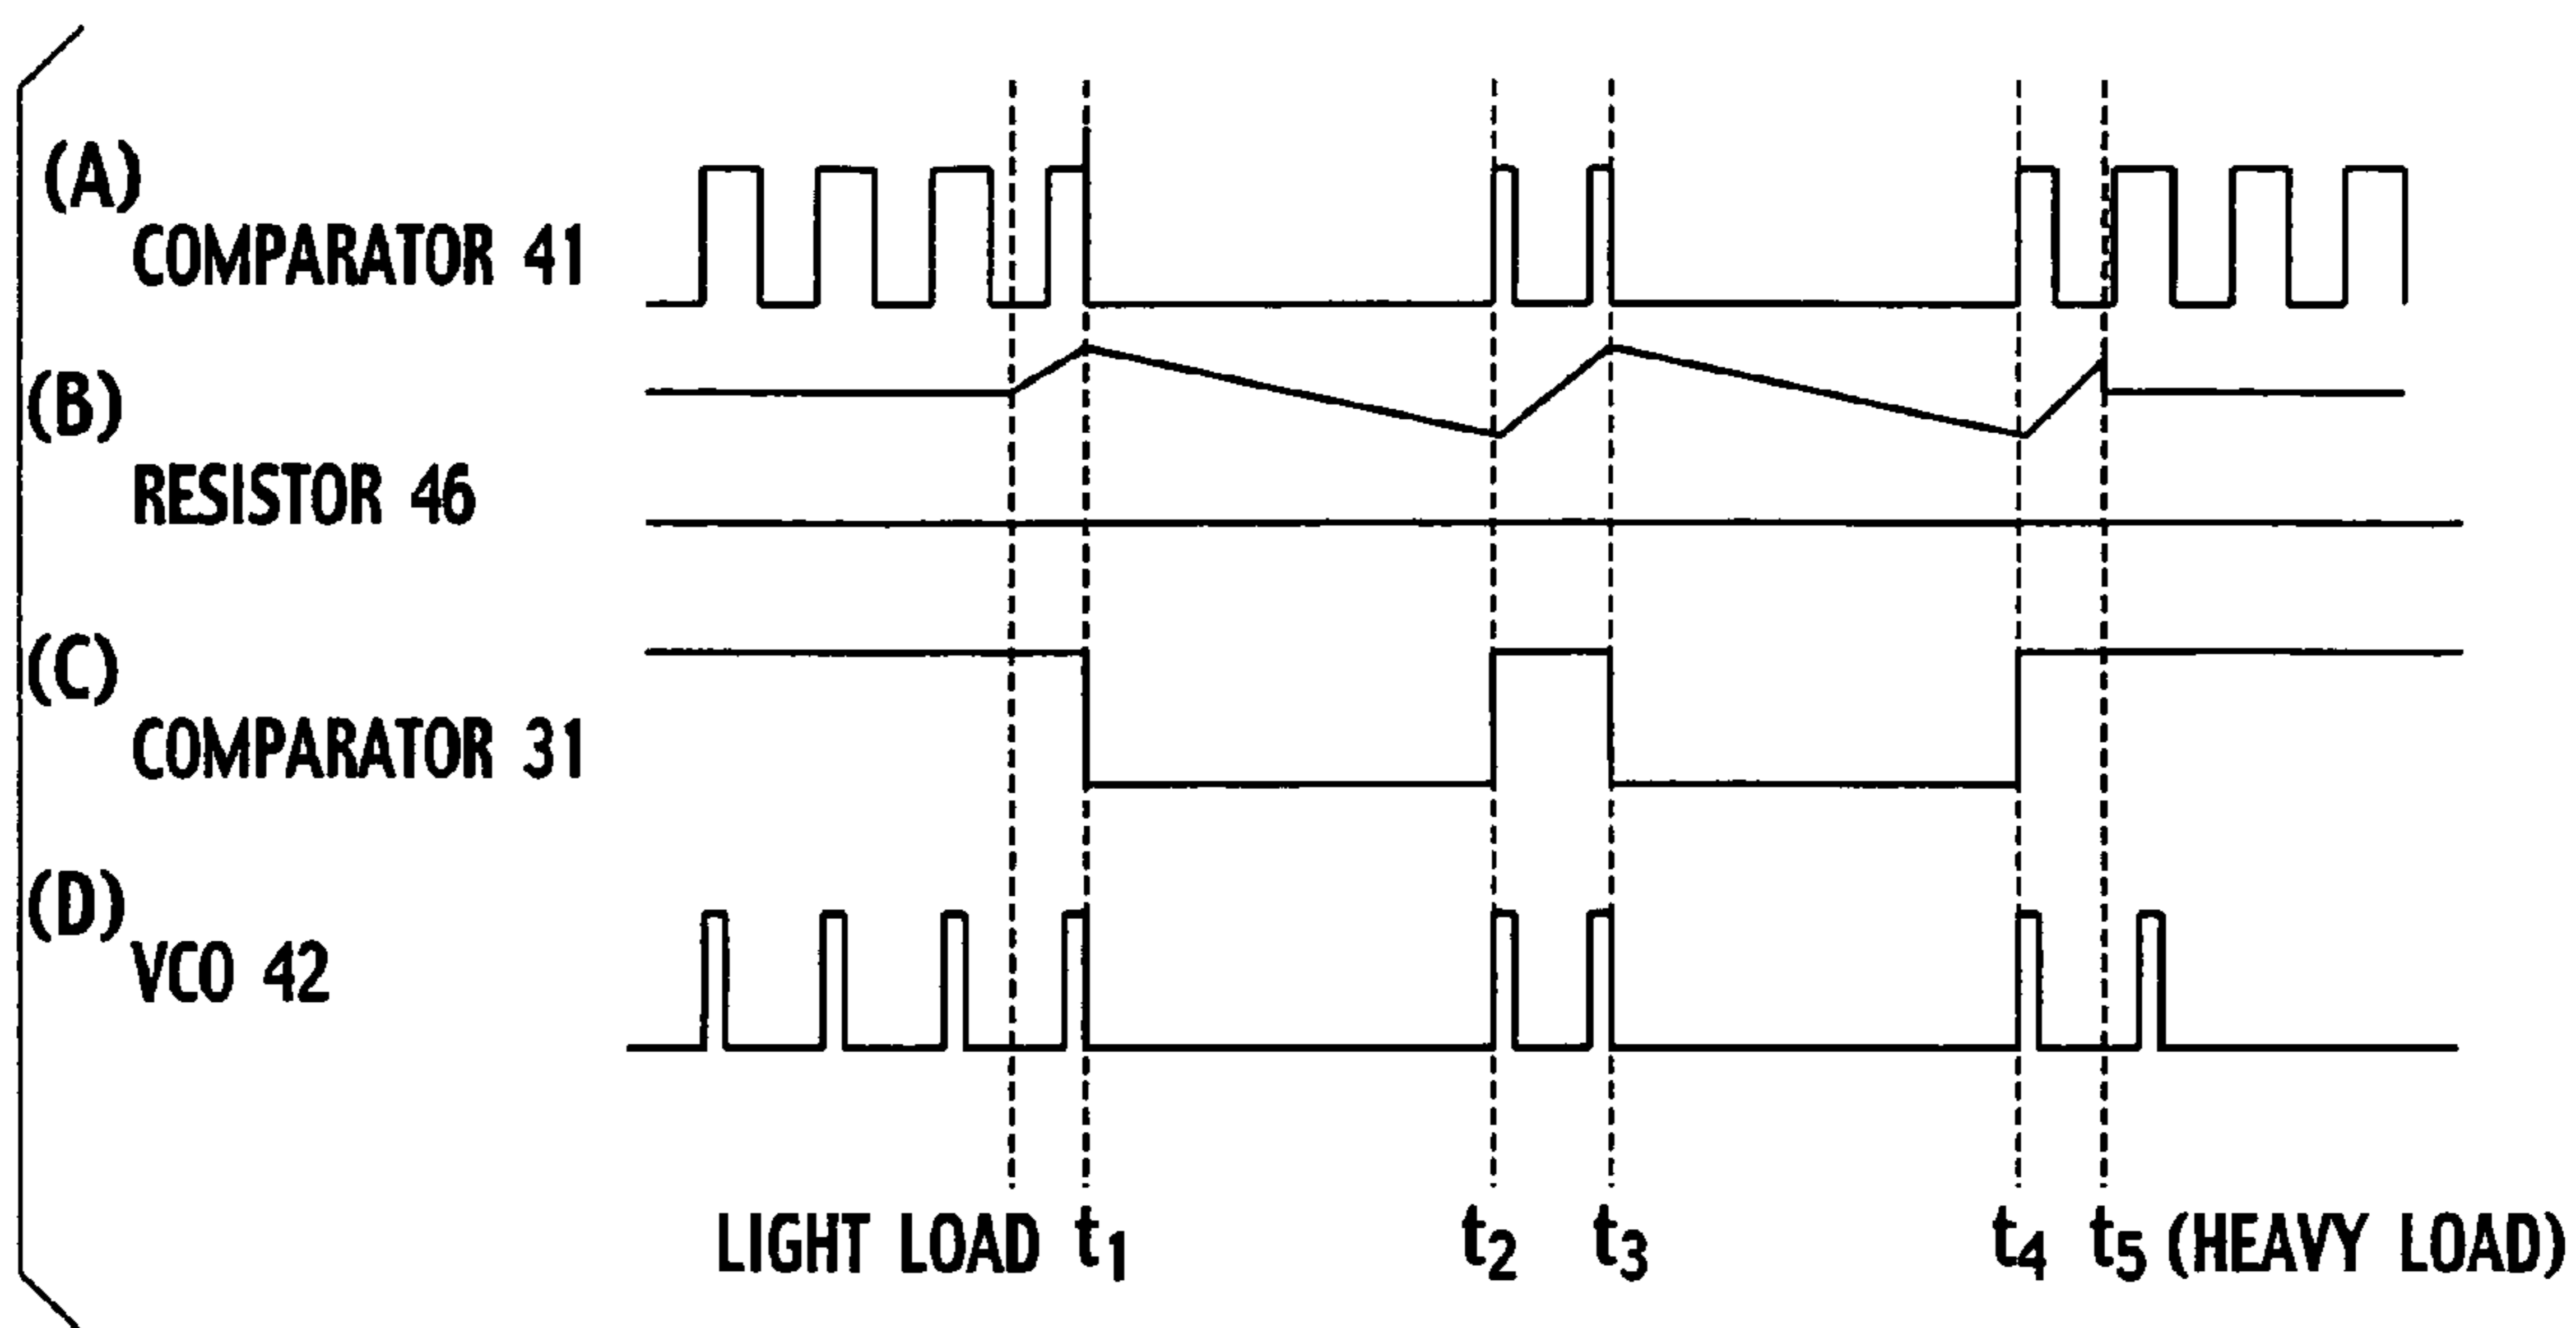 (A)
COMPARATOR 41
(B)
RESISTOR 46
(C)
COMPARATOR 31
(D)
VCO 42
LIGHT LOAD t1 t2 t3 t4 t5 (HEAVY LOAD)